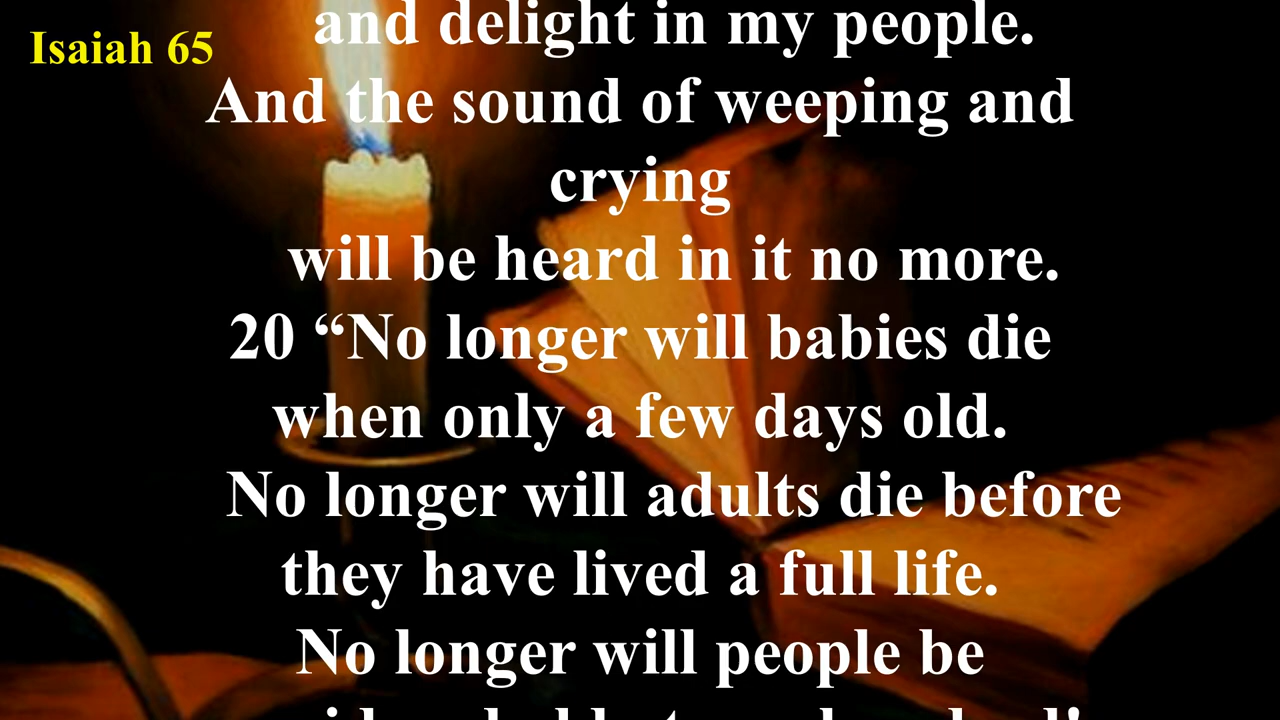 Isaiah 65
and delight in my people.
And the sound of weeping and
crying
will be heard in it no more.
20 “No longer will babies die
when only a few days old.
No longer will adults die before
they have lived a full life.
No longer will people be